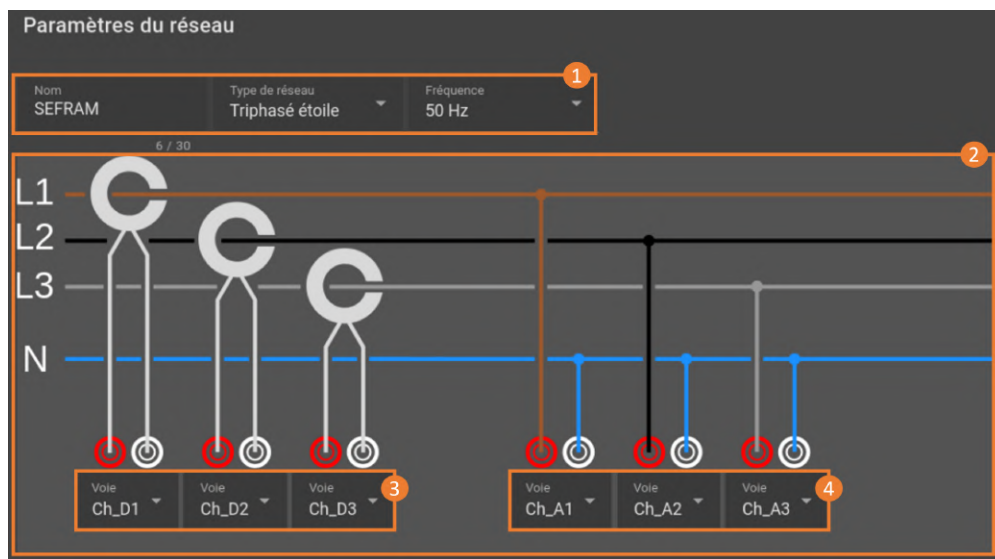 Paramètres du réseau
1
Nom
SEFRAM
Type de réseau
Triphasé étoile
Fréquence
50 Hz
6 / 30
2
L1
L2
L3
N
3
Voie
Ch_D1
Voie
Ch_D2
Voie
Ch_D3
4
Voie
Ch_A1
Voie
Ch_A2
Voie
Ch_A3